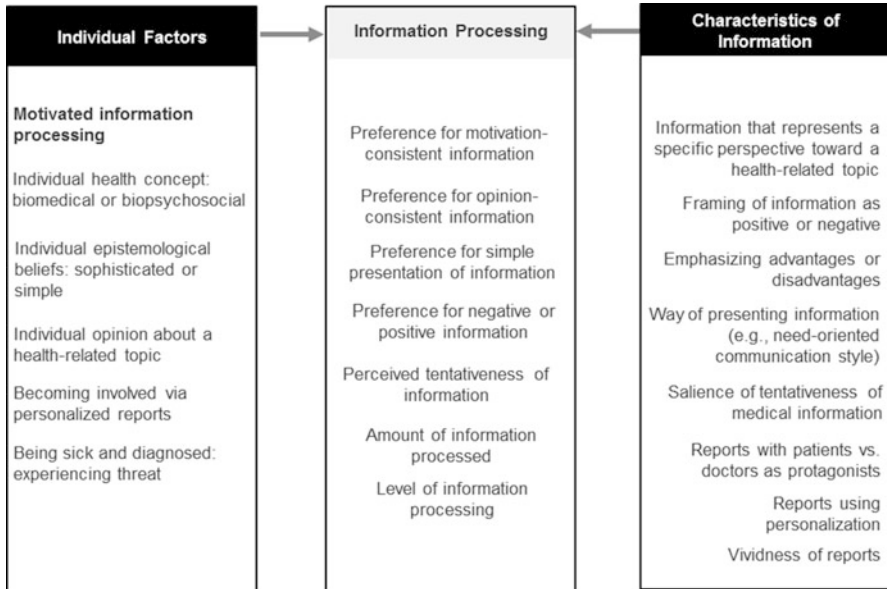 Individual Factors
Motivated information
processing
Individual health concept:
biomedical or biopsychosocial
Individual epistemological
beliefs: sophisticated or
simple
Individual opinion about a
health-related topic
Becoming involved via
personalized reports
Being sick and diagnosed:
experiencing threat
Information Processing
Preference for motivation-
consistent information
Preference for opinion-
consistent information
Preference for simple
presentation of information
Preference for negative or
positive information
Perceived tentativeness of
information
Amount of information
processed
Level of information
processing
Characteristics of
Information
Information that represents a
specific perspective toward a
health-related topic
Framing of information as
positive or negative
Emphasizing advantages or
disadvantages
Way of presenting information
(e.g., need-oriented
communication style)
Salience of tentativeness of
medical information
Reports with patients vs.
doctors as protagonists
Reports using
personalization
Vividness of reports